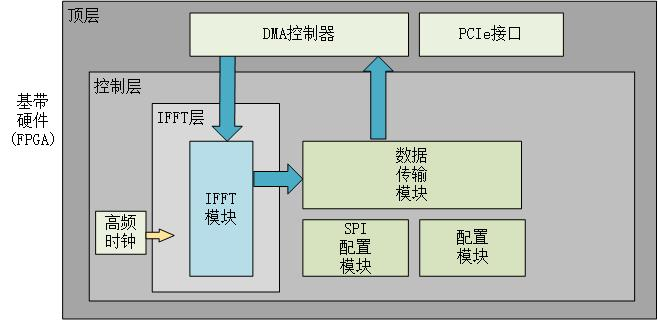 顶层
DMA控制器
PCIe接口
控制层
基带
硬件
(FPGA)
IFFT层
IFFT
模块
数据
传输
模块
高频
时钟
SPI
配置
模块
配置
模块